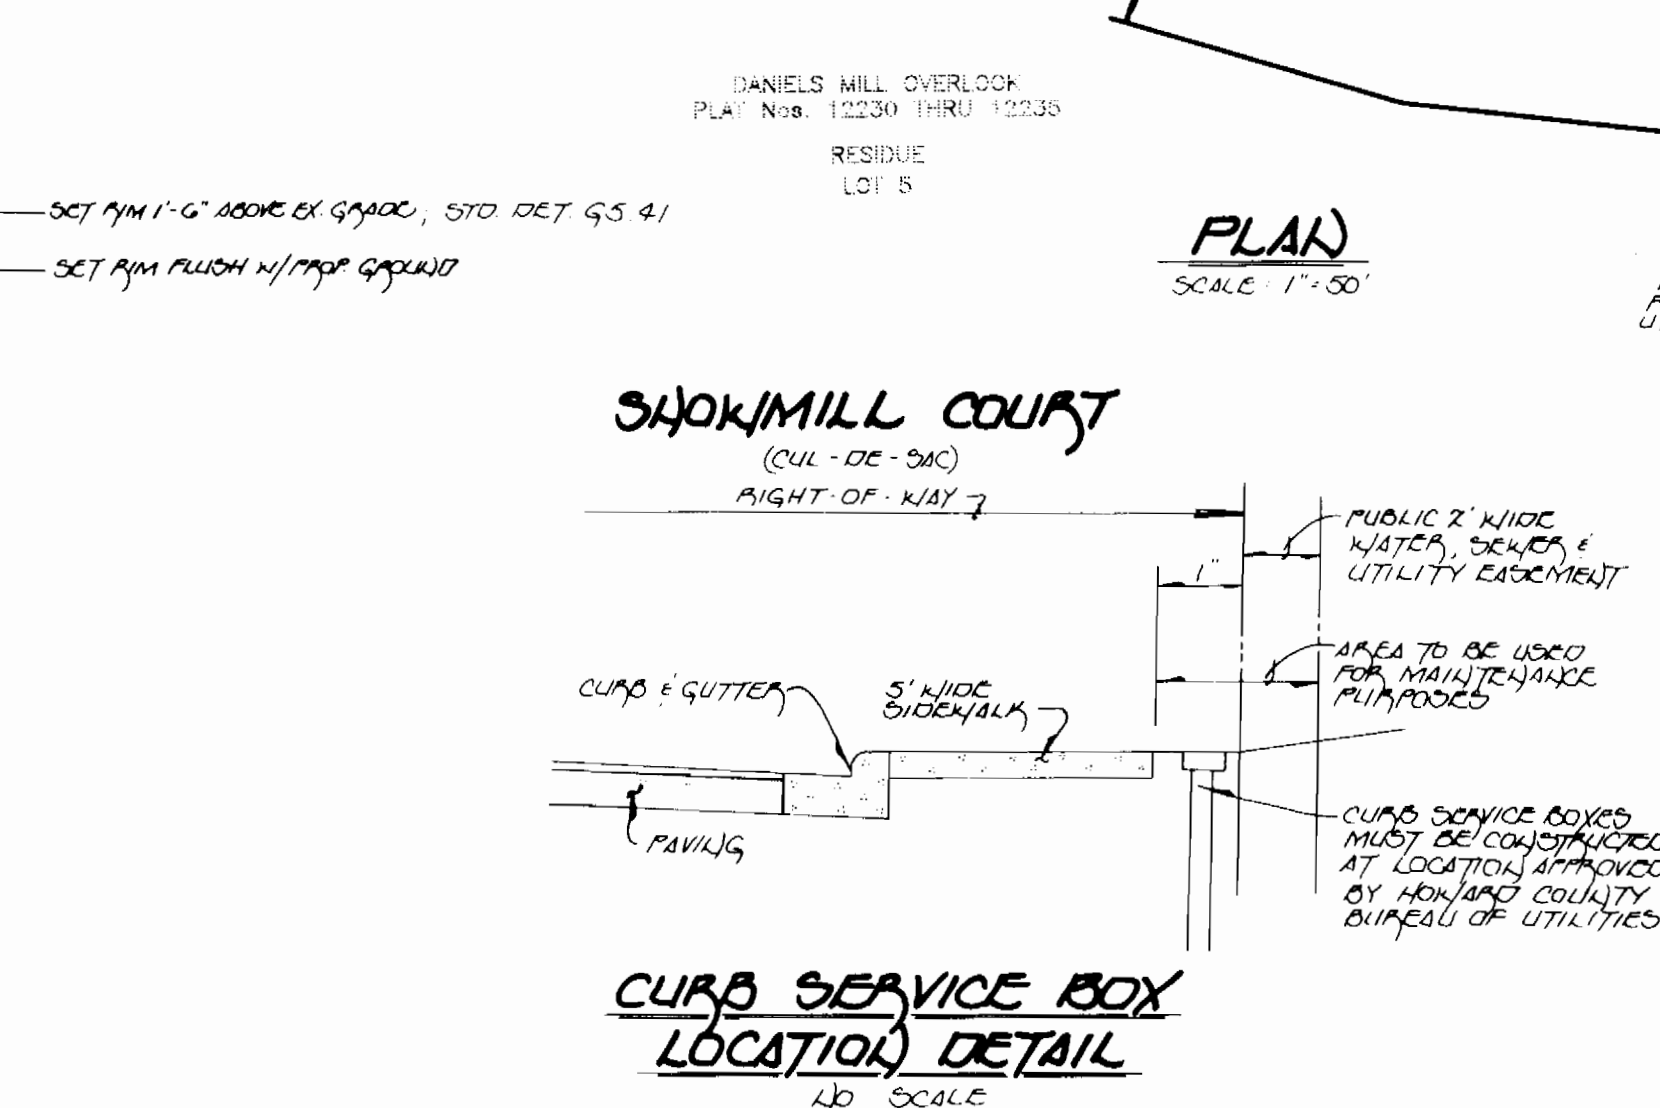 DANIELS MILL OVERLOOK
PLAT Nos. 12230 THRU 12235
RESIDUE
LOT 5
SET RIM 1'-6" ABOVE EX. GRADE, STD. DET. G5.41
SET RIM FLUSH W/PROP. GROUND
PLAN
SCALE: 1"=50'
SNOWMILL COURT
(CUL-DE-SAC)
RIGHT-OF-WAY
PUBLIC 2' WIDE
WATER, SEWER &
UTILITY EASEMENT
1"
AREA TO BE USED
FOR MAINTENANCE
PURPOSES
CURB & GUTTER
5' WIDE
SIDEWALK
PAVING
CURB SERVICE BOXES
MUST BE CONSTRUCTED
AT LOCATION APPROVED
BY HOWARD COUNTY
BUREAU OF UTILITIES
CURB SERVICE BOX
LOCATION DETAIL
NO SCALE